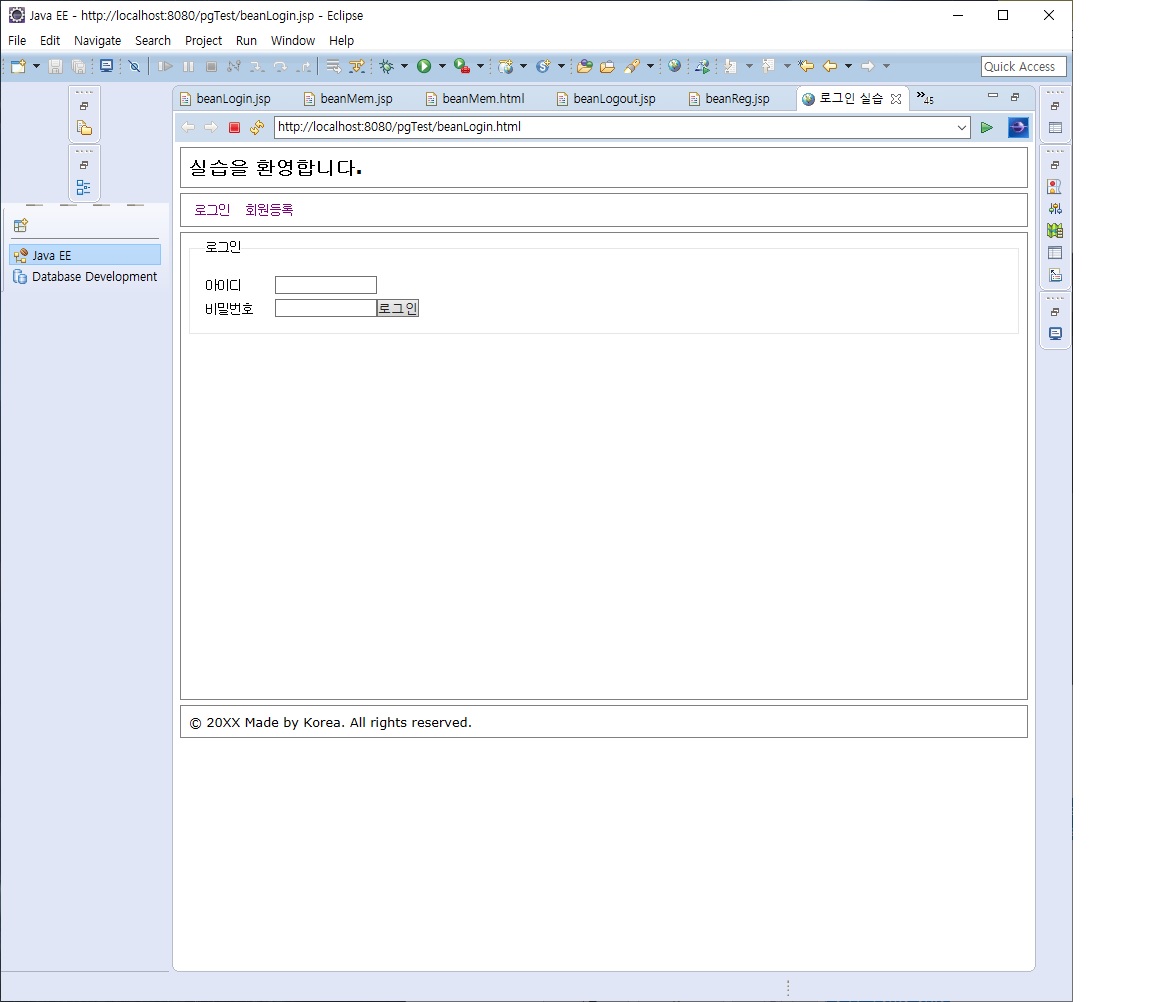 Java EE - http://localhost:8080/pgTest/beanLogin.jsp - Eclipse
File Edit Navigate Search Project Run Window Help
Quick Access
beanLogin.jsp beanMem.jsp beanMem.html beanLogout.jsp beanReg.jsp 로그인 실습 »45
http://localhost:8080/pgTest/beanLogin.html
실습을 환영합니다.
로그인 회원등록
Java EE
Database Development
로그인
아이디
비밀번호 로그인
© 20XX Made by Korea. All rights reserved.